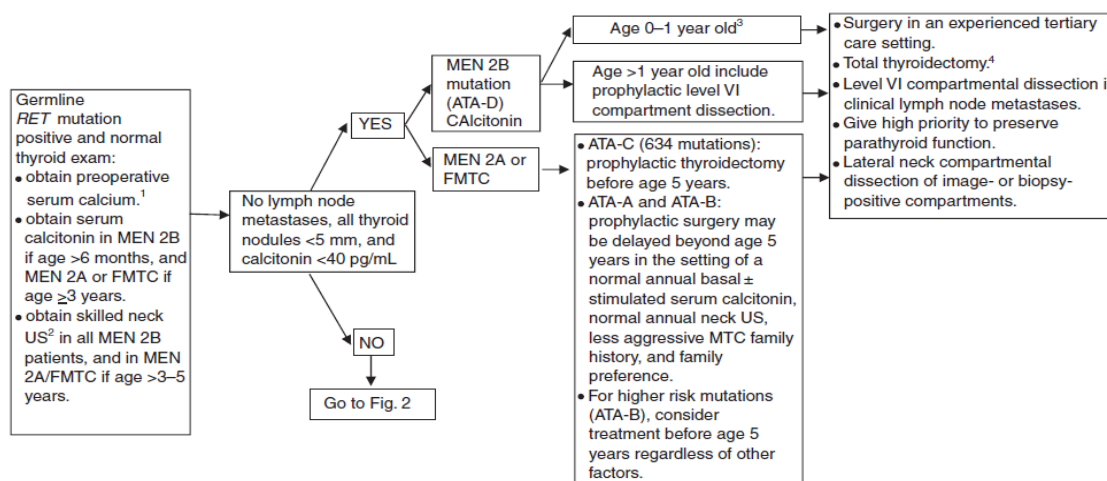 Germline
RET mutation
positive and normal
thyroid exam:
• obtain preoperative
serum calcium.1
• obtain serum
calcitonin in MEN 2B
if age >6 months, and
MEN 2A or FMTC if
age ≥3 years.
• obtain skilled neck
US2 in all MEN 2B
patients, and in MEN
2A/FMTC if age >3–5
years.
No lymph node
metastases, all thyroid
nodules <5 mm, and
calcitonin <40 pg/mL
YES
NO
Go to Fig. 2
MEN 2B
mutation
(ATA-D)
CAlcitonin
MEN 2A or
FMTC
Age 0–1 year old3
Age >1 year old include
prophylactic level VI
compartment dissection.
• ATA-C (634 mutations):
prophylactic thyroidectomy
before age 5 years.
• ATA-A and ATA-B:
prophylactic surgery may
be delayed beyond age 5
years in the setting of a
normal annual basal ±
stimulated serum calcitonin,
normal annual neck US,
less aggressive MTC family
history, and family
preference.
• For higher risk mutations
(ATA-B), consider
treatment before age 5
years regardless of other
factors.
• Surgery in an experienced tertiary
care setting.
• Total thyroidectomy.4
• Level VI compartmental dissection i
clinical lymph node metastases.
• Give high priority to preserve
parathyroid function.
• Lateral neck compartmental
dissection of image- or biopsy-
positive compartments.